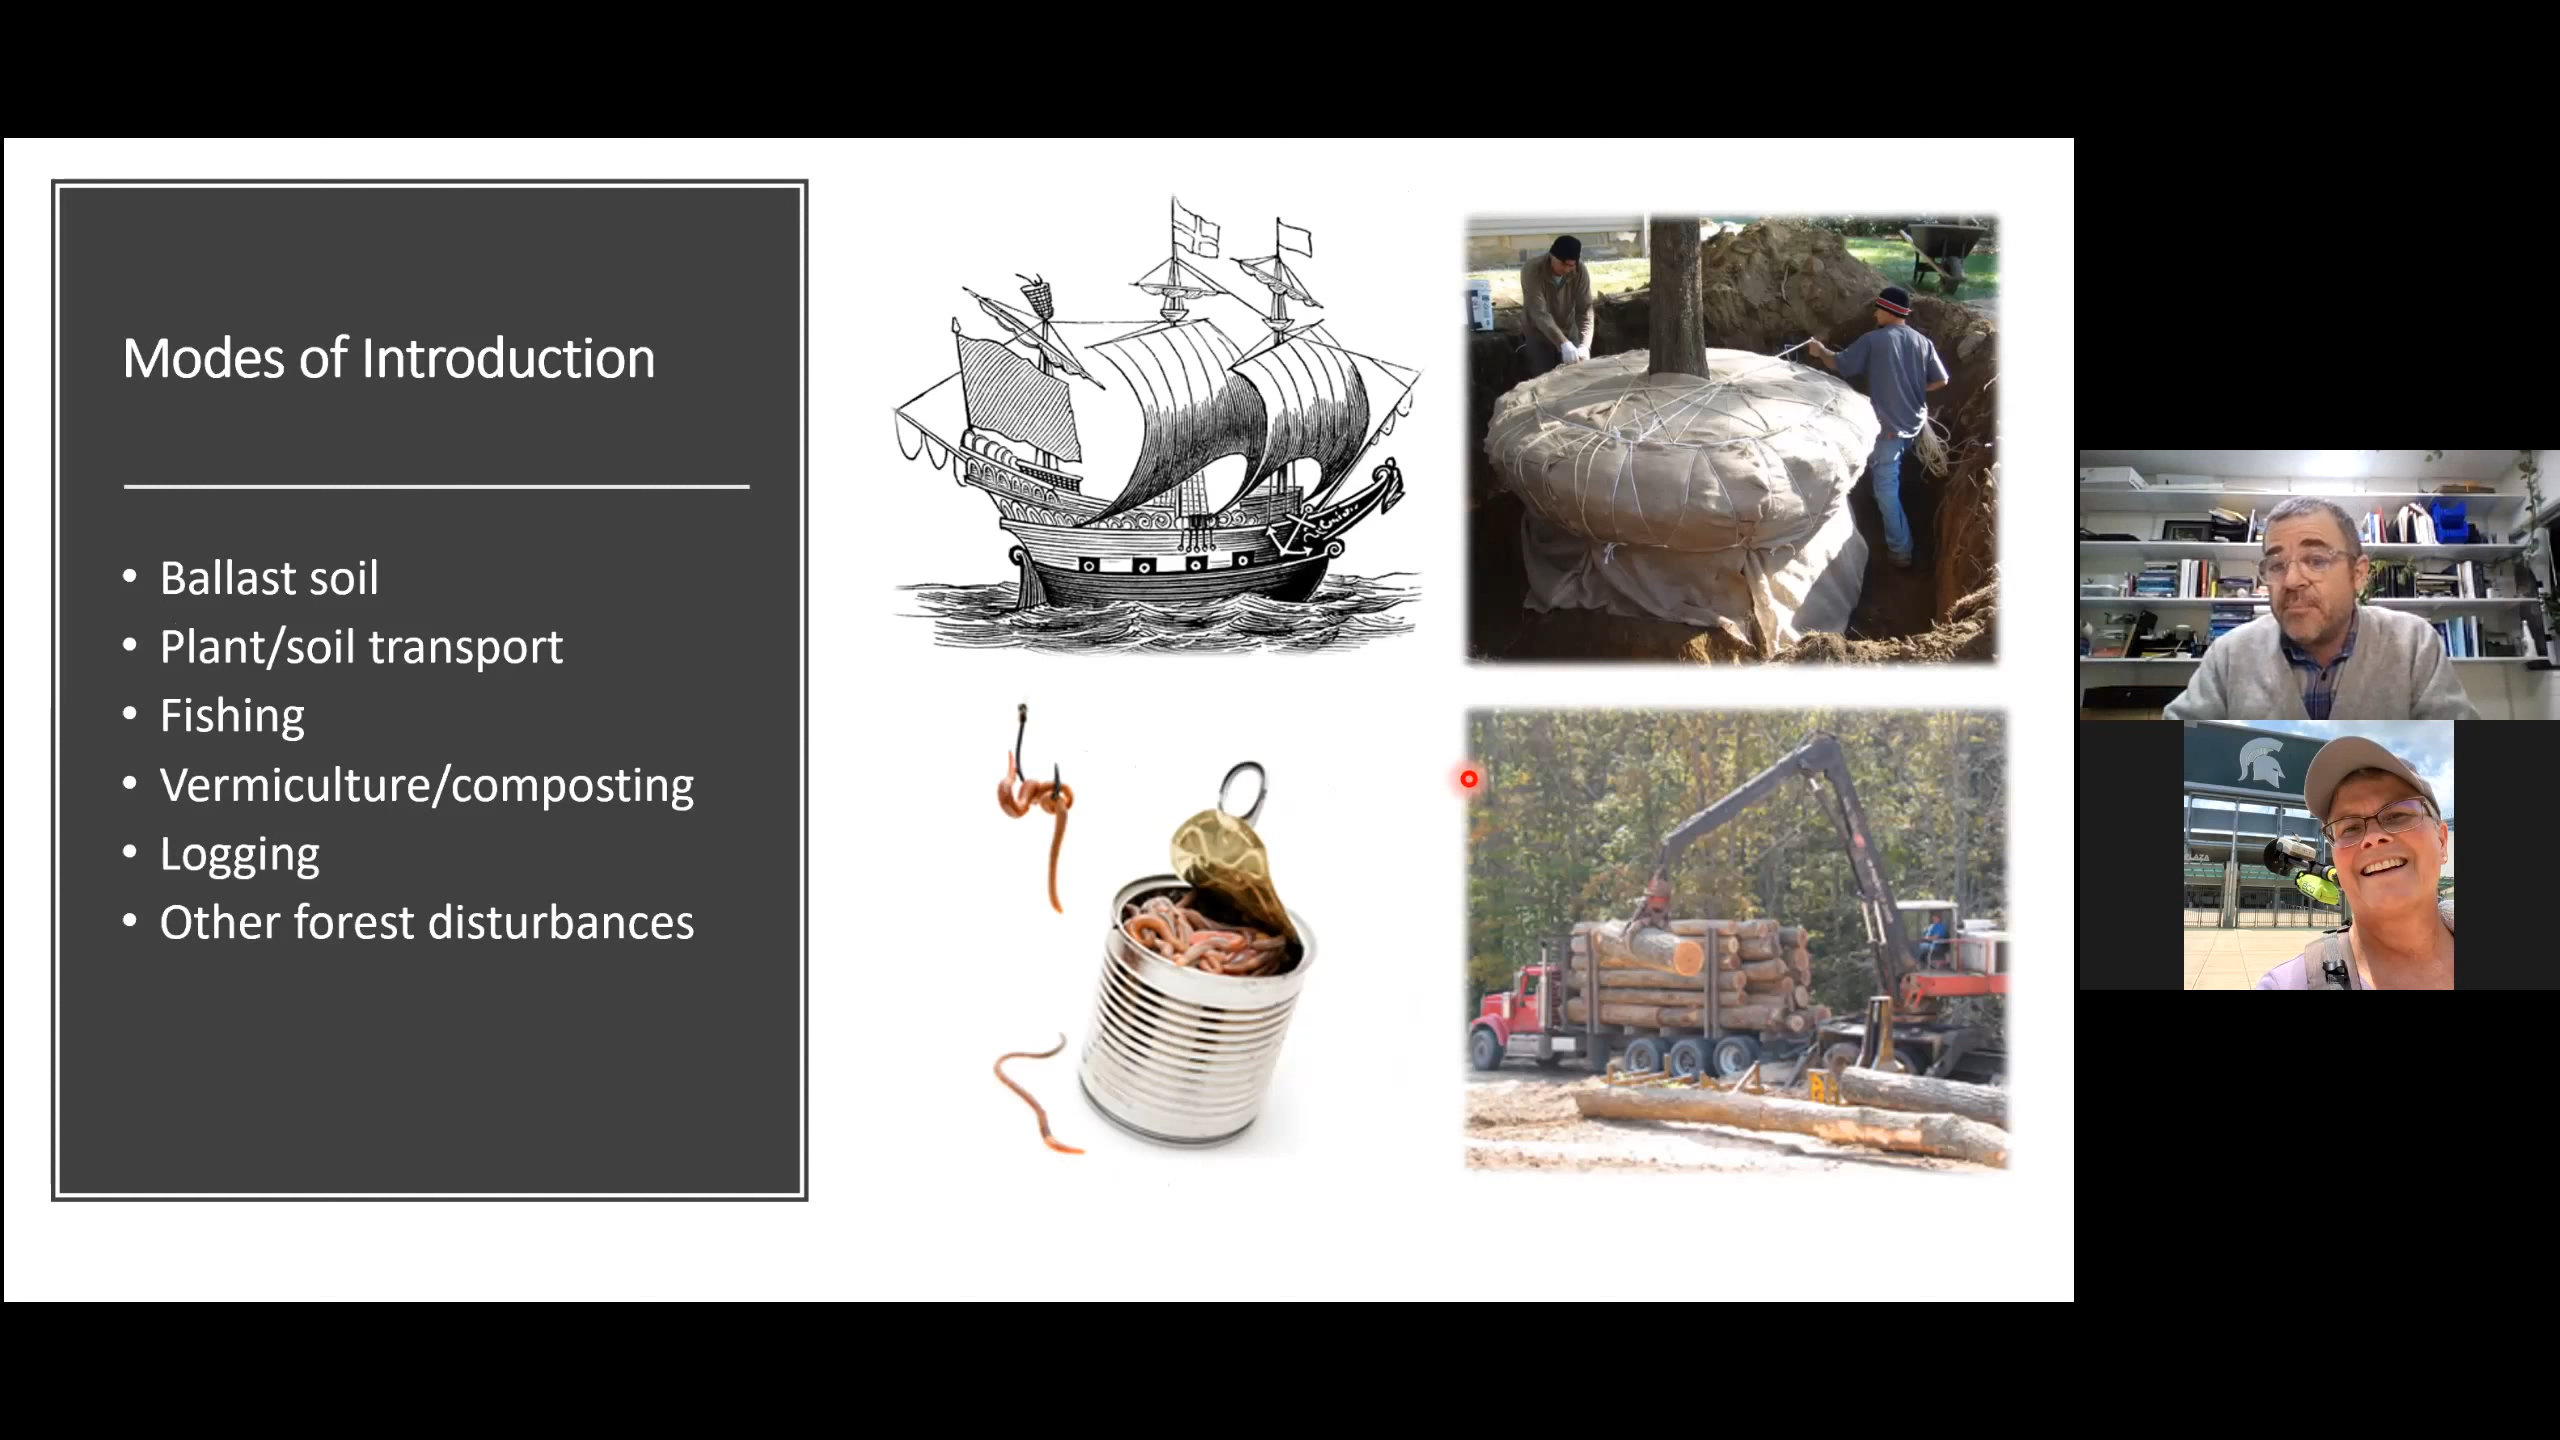 Modes of Introduction
• Ballast soil
• Plant/soil transport
• Fishing
• Vermiculture/composting
• Logging
• Other forest disturbances